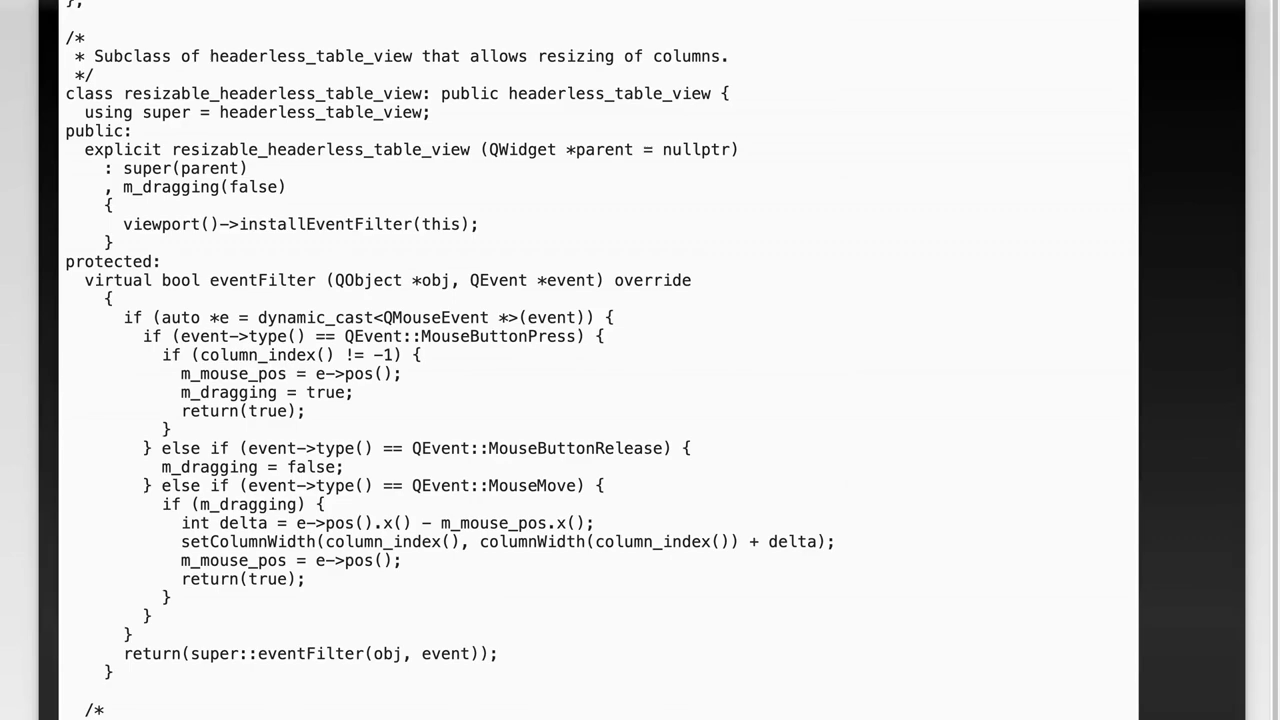 };
/*
 * Subclass of headerless_table_view that allows resizing of columns.
 */
class resizable_headerless_table_view: public headerless_table_view {
  using super = headerless_table_view;
public:
  explicit resizable_headerless_table_view (QWidget *parent = nullptr)
    : super(parent)
    , m_dragging(false)
    {
      viewport()->installEventFilter(this);
    }
protected:
  virtual bool eventFilter (QObject *obj, QEvent *event) override
    {
      if (auto *e = dynamic_cast<QMouseEvent *>(event)) {
        if (event->type() == QEvent::MouseButtonPress) {
          if (column_index() != -1) {
            m_mouse_pos = e->pos();
            m_dragging = true;
            return(true);
          }
        } else if (event->type() == QEvent::MouseButtonRelease) {
          m_dragging = false;
        } else if (event->type() == QEvent::MouseMove) {
          if (m_dragging) {
            int delta = e->pos().x() - m_mouse_pos.x();
            setColumnWidth(column_index(), columnWidth(column_index()) + delta);
            m_mouse_pos = e->pos();
            return(true);
          }
        }
      }
      return(super::eventFilter(obj, event));
    }
  /*